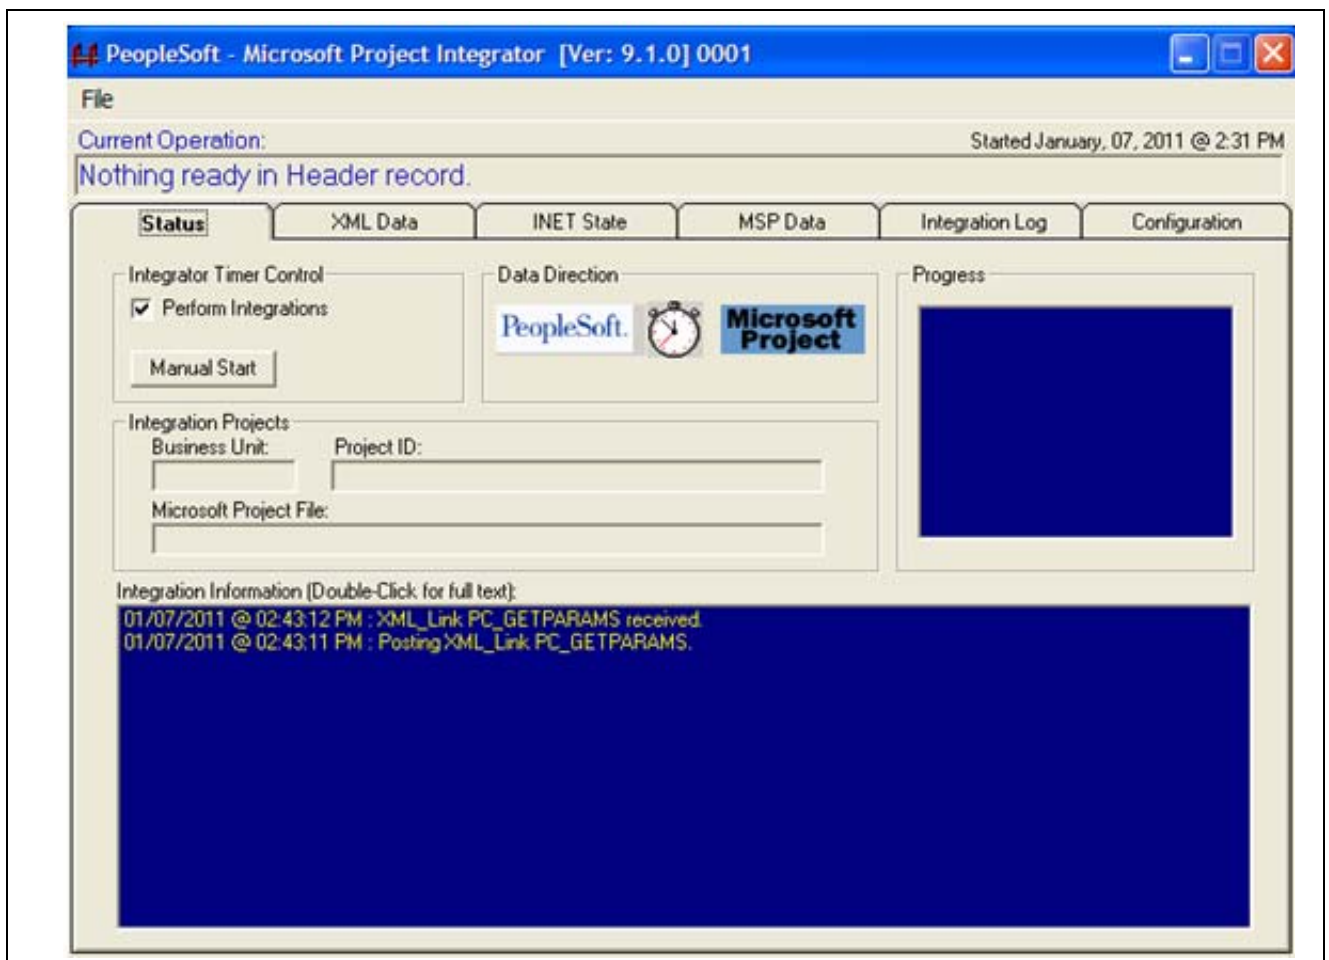 PeopleSoft - Microsoft Project Integrator [Ver: 9.1.0] 0001
File
Current Operation:
Started January, 07, 2011 @ 2:31 PM
Nothing ready in Header record.
Status
XML Data
INET State
MSP Data
Integration Log
Configuration
Integrator Timer Control
Perform Integrations
Manual Start
Data Direction
PeopleSoft.
Microsoft
Project
Progress
Integration Projects
Business Unit:
Project ID:
Microsoft Project File:
Integration Information (Double-Click for full text):
01/07/2011 @ 02:43:12 PM : XML_Link PC_GETPARAMS received.
01/07/2011 @ 02:43:11 PM : Posting XML_Link PC_GETPARAMS.